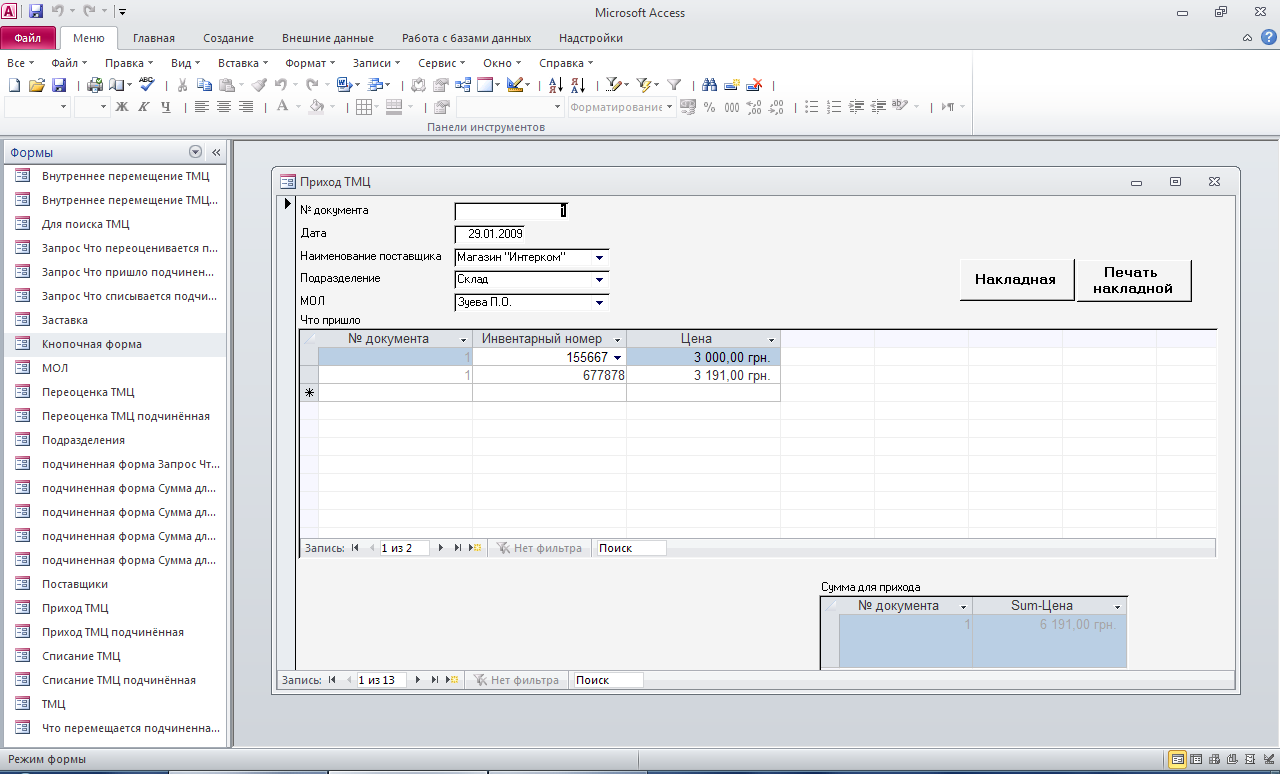 Microsoft Access
Файл Меню Главная Создание Внешние данные Работа с базами данных Надстройки
Все Файл Правка Вид Вставка Формат Записи Сервис Окно Справка
Ж К Ч Форматирование % 000
Панели инструментов
Формы
Внутреннее перемещение ТМЦ
Внутреннее перемещение ТМЦ...
Для поиска ТМЦ
Запрос Что переоценивается п...
Запрос Что пришло подчинен...
Запрос Что списывается подчи...
Заставка
Кнопочная форма
МОЛ
Переоценка ТМЦ
Переоценка ТМЦ подчинённая
Подразделения
подчиненная форма Запрос Чт...
подчиненная форма Сумма дл...
подчиненная форма Сумма дл...
подчиненная форма Сумма дл...
подчиненная форма Сумма дл...
Поставщики
Приход ТМЦ
Приход ТМЦ подчинённая
Списание ТМЦ
Списание ТМЦ подчинённая
ТМЦ
Что перемещается подчиненна...
Приход ТМЦ
№ документа 1
Дата 29.01.2009
Наименование поставщика Магазин "Интерком"
Подразделение Склад
МОЛ Зуева П.О.
Накладная
Печать накладной
Что пришло
№ документа Инвентарный номер Цена
1 155667 3 000,00 грн.
1 677878 3 191,00 грн.
Запись: 1 из 2 Нет фильтра Поиск
Сумма для прихода
№ документа Sum-Цена
1 6 191,00 грн.
Запись: 1 из 13 Нет фильтра Поиск
Режим формы